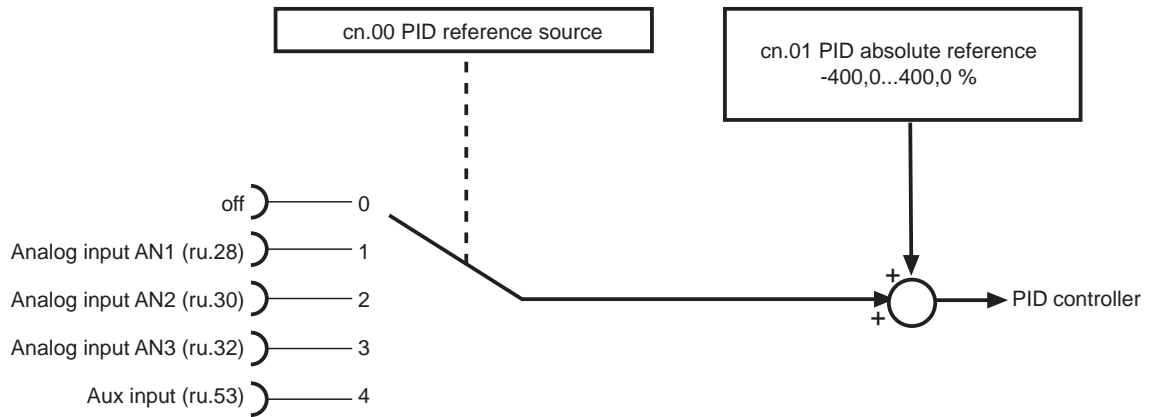 cn.00 PID reference source
cn.01 PID absolute reference
-400,0...400,0 %
off
0
Analog input AN1 (ru.28)
1
Analog input AN2 (ru.30)
2
Analog input AN3 (ru.32)
3
Aux input (ru.53)
4
+
+
PID controller